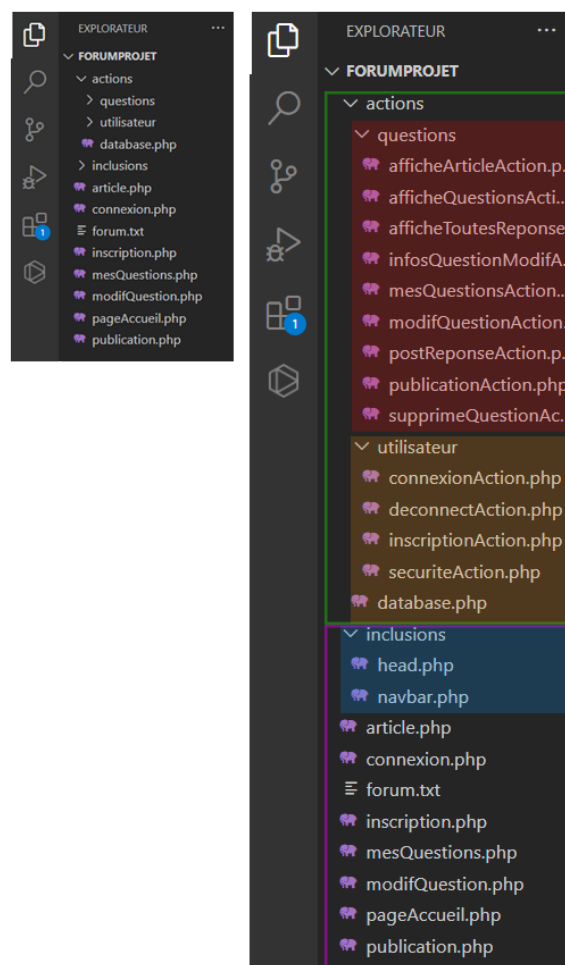 EXPLORATEUR ...
FORUMPROJET
actions
questions
utilisateur
database.php
inclusions
article.php
connexion.php
forum.txt
inscription.php
mesQuestions.php
modifQuestion.php
pageAccueil.php
publication.php
1
EXPLORATEUR ...
FORUMPROJET
actions
questions
afficheArticleAction.p..
afficheQuestionsActi...
afficheToutesReponse
infosQuestionModifA.
mesQuestionsAction...
modifQuestionAction.
postReponseAction.p..
publicationAction.php
supprimeQuestionAc..
utilisateur
connexionAction.php
deconnectAction.php
inscriptionAction.php
securiteAction.php
database.php
inclusions
head.php
navbar.php
article.php
connexion.php
forum.txt
inscription.php
mesQuestions.php
modifQuestion.php
pageAccueil.php
publication.php
1